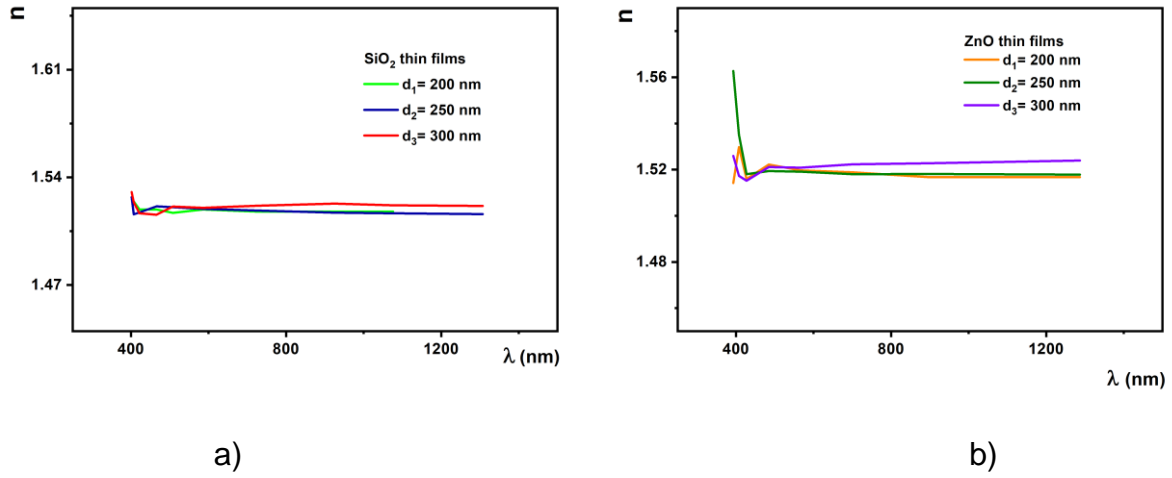 n
SiO₂ thin films
d₁= 200 nm
d₂= 250 nm
d₃= 300 nm
1.61
1.54
1.47
400
800
1200
λ (nm)
a)
n
ZnO thin films
d₁= 200 nm
d₂= 250 nm
d₃= 300 nm
1.56
1.52
1.48
400
800
1200
λ (nm)
b)